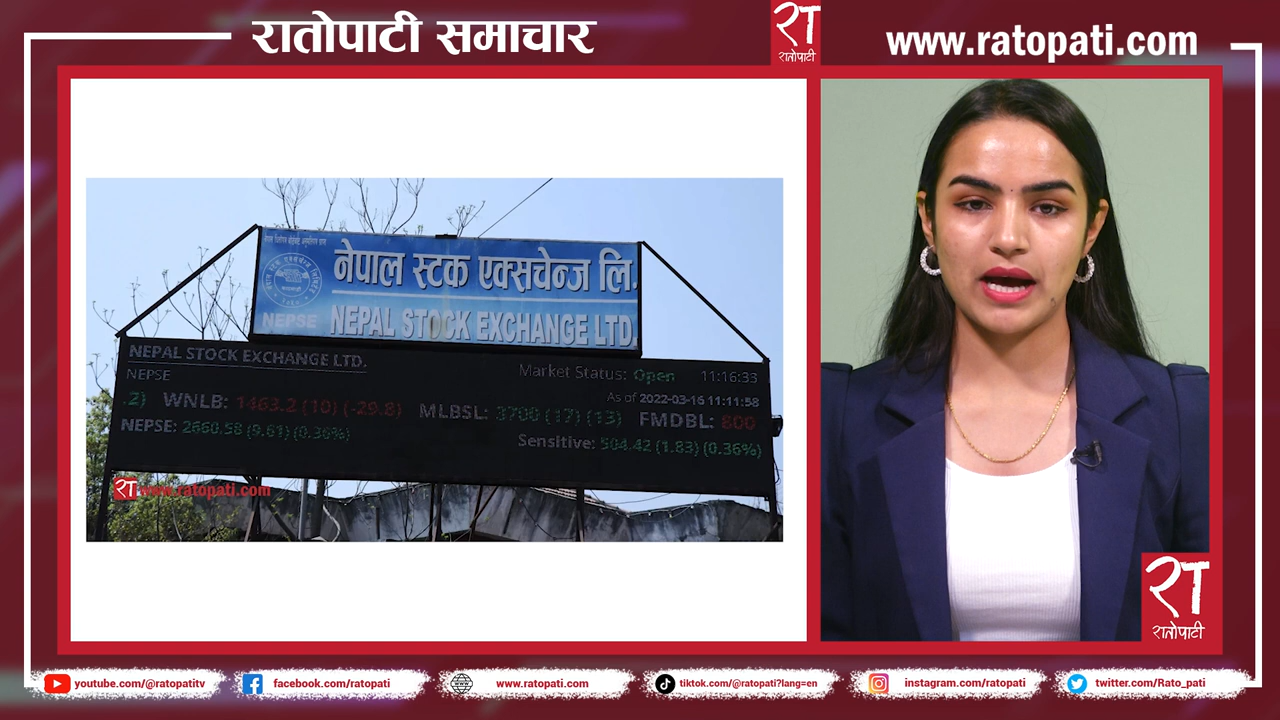 रातोपाटी समाचार
रा
रातोपाटी
www.ratopati.com
नेपाल स्टक एक्सचेन्ज लि.
NEPSE NEPAL STOCK EXCHANGE LTD.
NEPAL STOCK EXCHANGE LTD.
Market Status: Open 11:16:33
NEPSE
As of 2022-03-16 11:11:58
.2) WNLB: 1463.2 (10) (-29.8) MLBSL: 3700 (17) (13) FMDBL: 800
NEPSE: 2660.58 (9.61) (0.36%)
Sensitive: 504.42 (1.83) (0.36%)
रा www.ratopati.com
रा
रातोपाटी
youtube.com/@ratopatitv
facebook.com/ratopati
www.ratopati.com
tiktok.com/@ratopati?lang=en
instagram.com/ratopati
twitter.com/Rato_pati